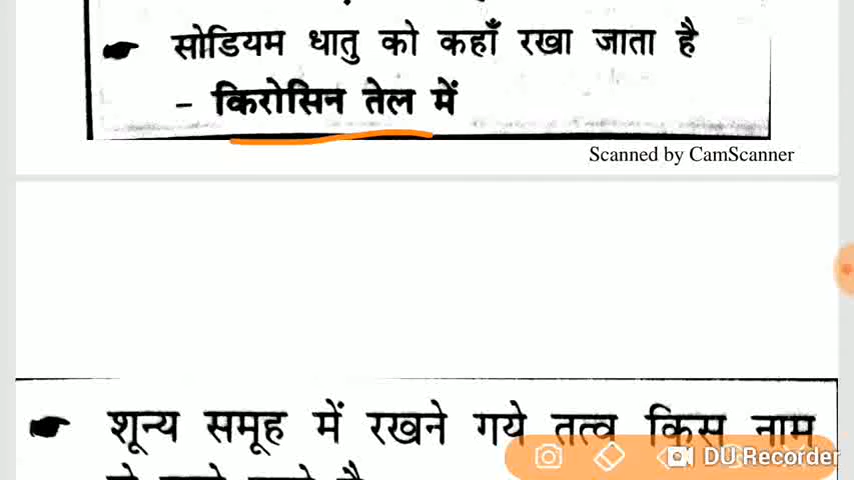 सोडियम धातु को कहाँ रखा जाता है
– किरोसिन तेल में
Scanned by CamScanner
शून्य समूह में रखने गये तत्व किस नाम
DU Recorder